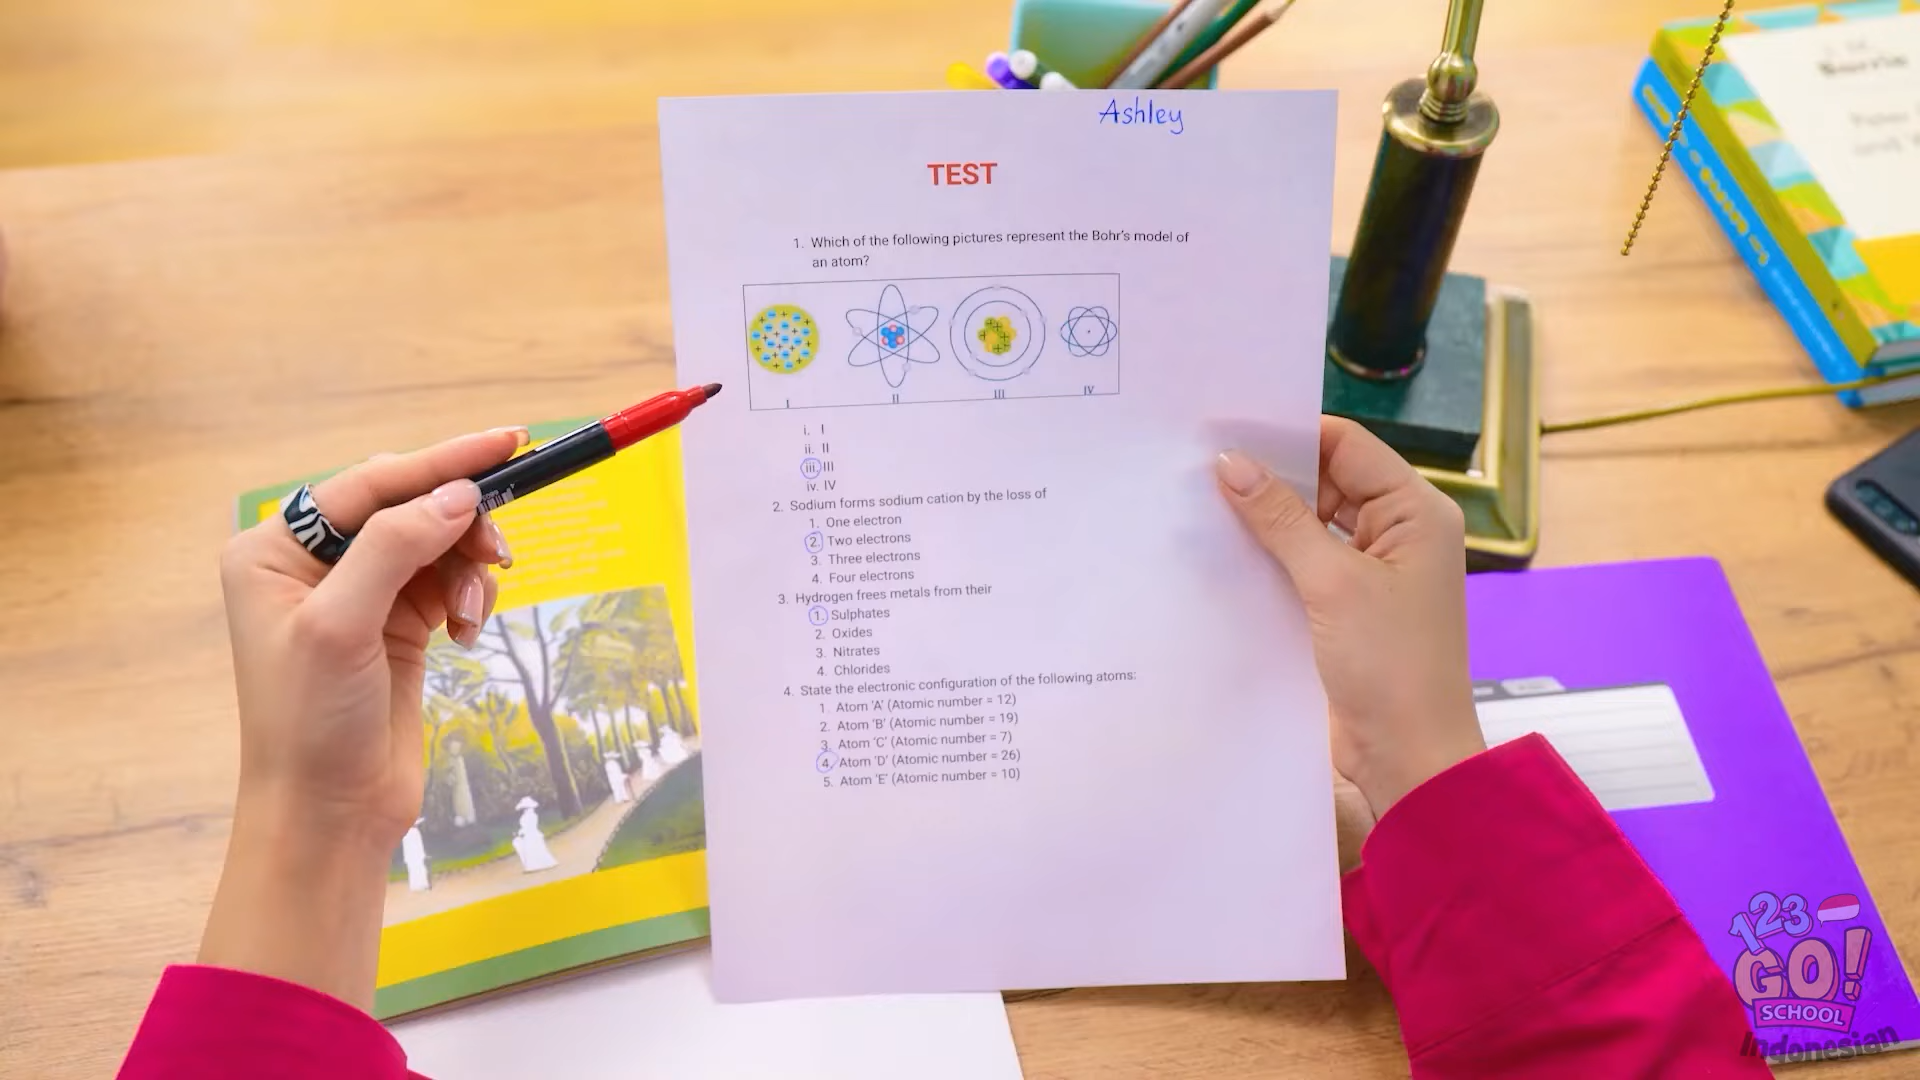 Ashley
TEST
1. Which of the following pictures represent the Bohr's model of
an atom?
I II III IV
i. I
ii. II
iii. III
iv. IV
2. Sodium forms sodium cation by the loss of
1. One electron
2. Two electrons
3. Three electrons
4. Four electrons
3. Hydrogen frees metals from their
1. Sulphates
2. Oxides
3. Nitrates
4. Chlorides
4. State the electronic configuration of the following atoms:
1. Atom 'A' (Atomic number = 12)
2. Atom 'B' (Atomic number = 19)
3. Atom 'C' (Atomic number = 7)
4. Atom 'D' (Atomic number = 26)
5. Atom 'E' (Atomic number = 10)
123
GO!
SCHOOL
Indonesian